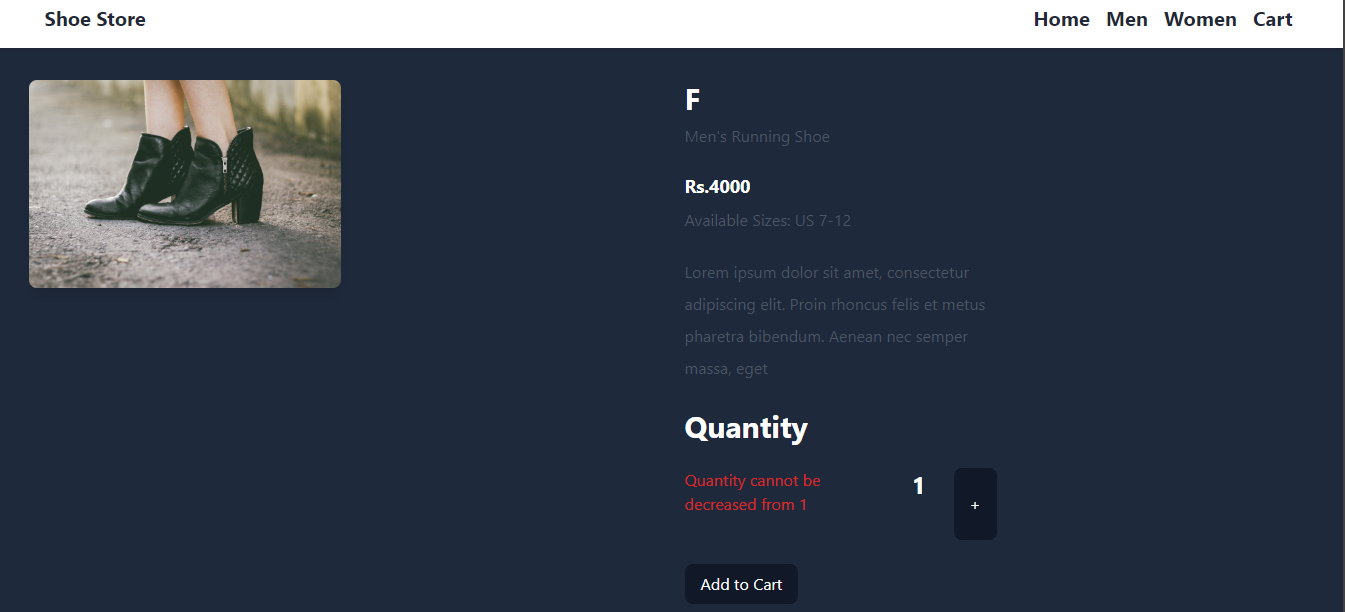 Shoe Store
Home Men Women Cart
F
Men's Running Shoe
Rs.4000
Available Sizes: US 7-12
Lorem ipsum dolor sit amet, consectetur
adipiscing elit. Proin rhoncus felis et metus
pharetra bibendum. Aenean nec semper
massa, eget
Quantity
Quantity cannot be
decreased from 1
1
+
Add to Cart